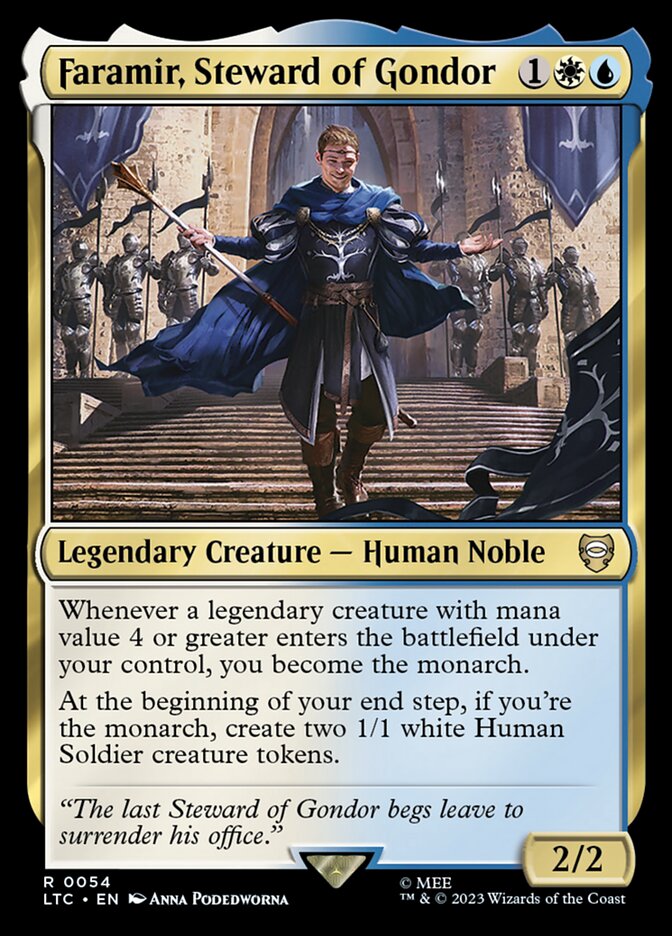 Faramir, Steward of Gondor 1
Legendary Creature — Human Noble
Whenever a legendary creature with mana
value 4 or greater enters the battlefield under
your control, you become the monarch.
At the beginning of your end step, if you're
the monarch, create two 1/1 white Human
Soldier creature tokens.
“The last Steward of Gondor begs leave to
surrender his office.”
2/2
R 0054
LTC • EN Anna Podedworna
© MEE
™ & © 2023 Wizards of the Coast